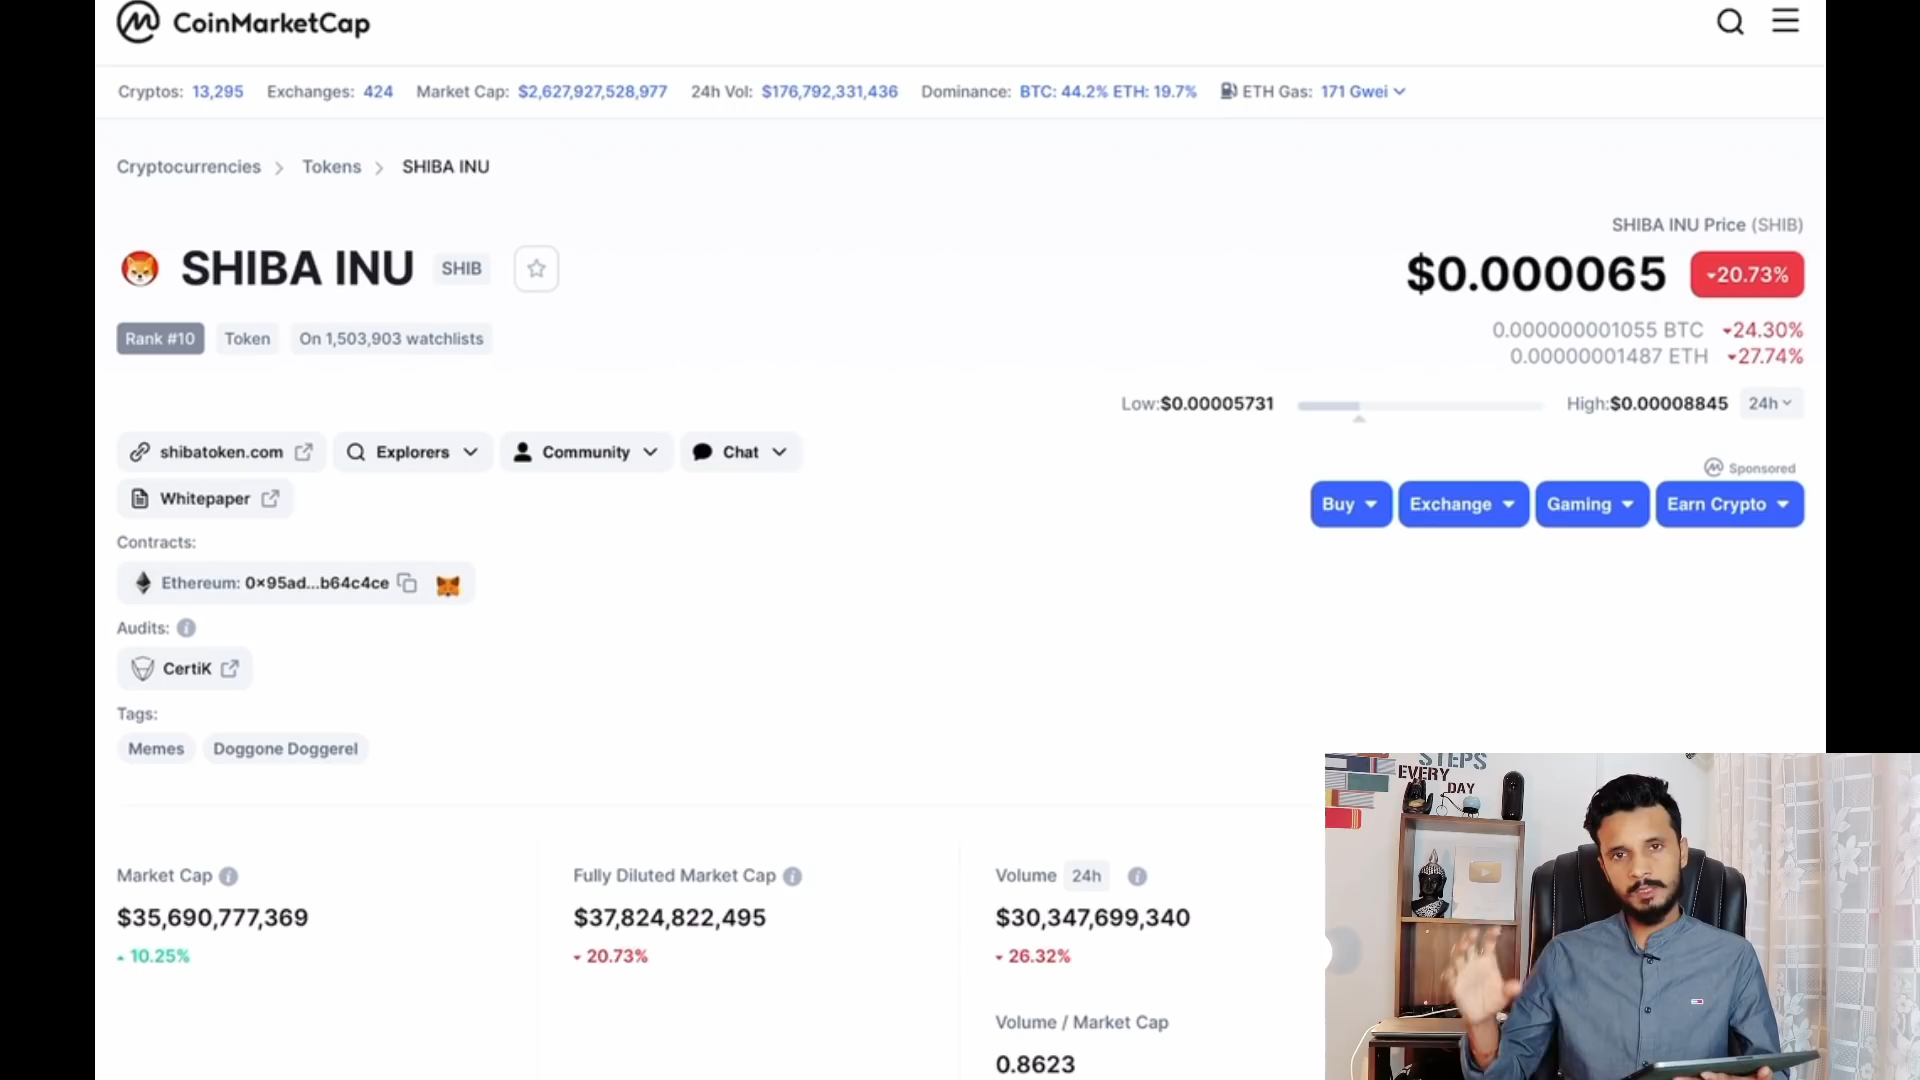 CoinMarketCap
Cryptos: 13,295 Exchanges: 424 Market Cap: $2,627,927,528,977 24h Vol: $176,792,331,436 Dominance: BTC: 44.2% ETH: 19.7% ETH Gas: 171 Gwei
Cryptocurrencies > Tokens > SHIBA INU
SHIBA INU Price (SHIB)
SHIBA INU SHIB
$0.000065 20.73%
Rank #10 Token On 1,503,903 watchlists
0.000000001055 BTC 24.30%
0.00000001487 ETH 27.74%
Low:$0.00005731 High:$0.00008845 24h
shibatoken.com Explorers Community Chat
Sponsored
Whitepaper
Buy Exchange Gaming Earn Crypto
Contracts:
Ethereum: 0x95ad...b64c4ce
Audits:
CertiK
Tags:
Memes Doggone Doggerel
STEPS
EVERY
DAY
Market Cap
$35,690,777,369
10.25%
Fully Diluted Market Cap
$37,824,822,495
20.73%
Volume 24h
$30,347,699,340
26.32%
Volume / Market Cap
0.8623